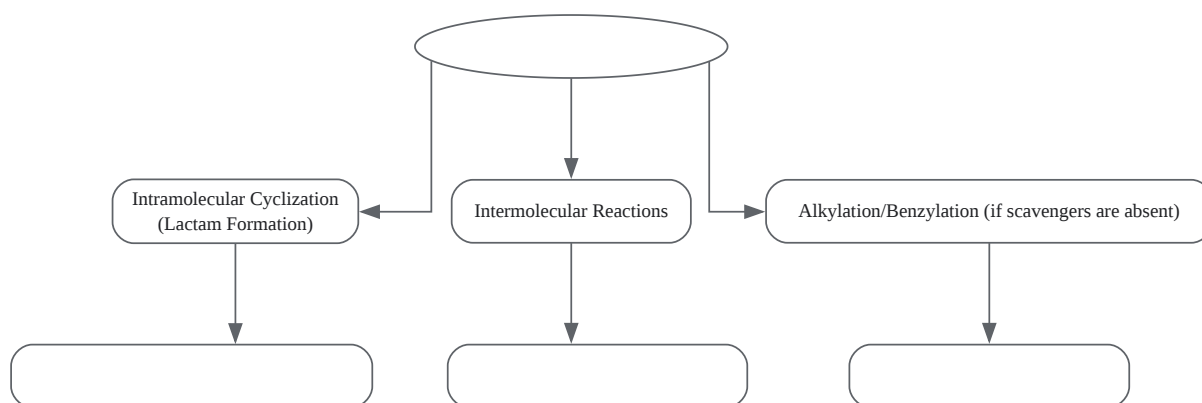 Intramolecular Cyclization
(Lactam Formation)
Intermolecular Reactions
Alkylation/Benzylation (if scavengers are absent)